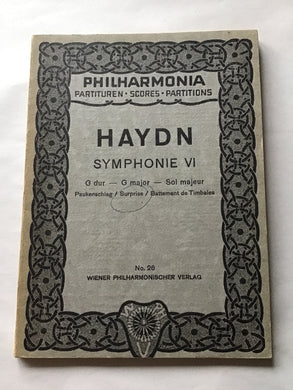 PHILHARMONIA
PARTITUREN · SCORES · PARTITIONS
HAYDN
SYMPHONIE VI
G dur — G major — Sol majeur
Paukenschlag / Surprise / Battement de Timbales
No. 26
WIENER PHILHARMONISCHER VERLAG